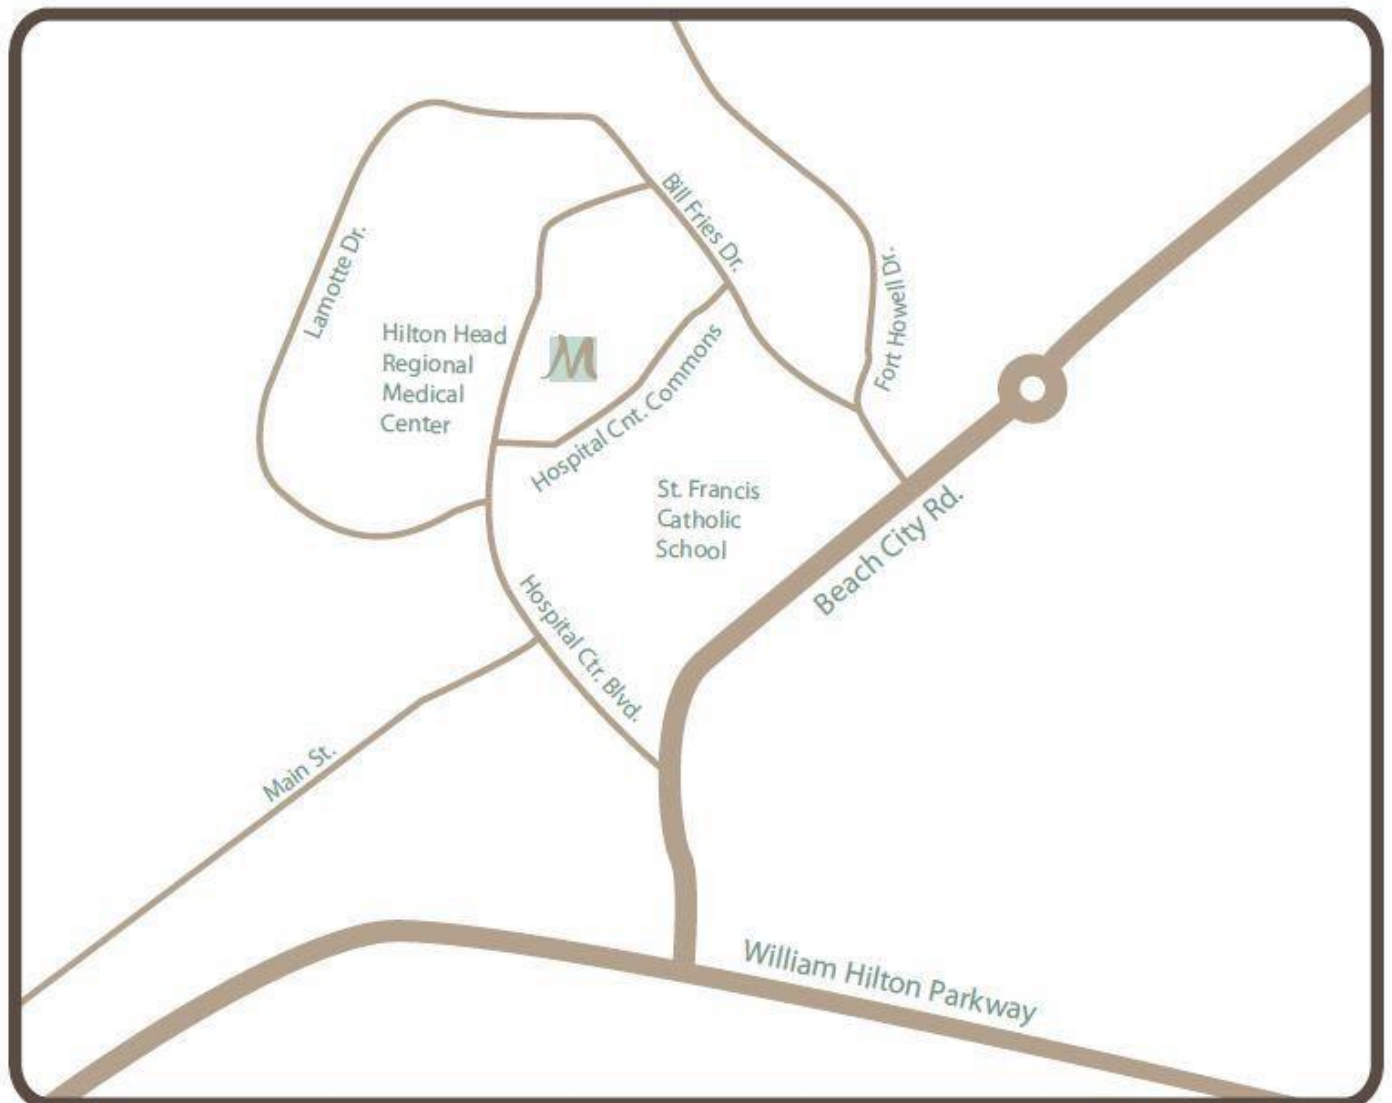 Bill Fries Dr.
Lamotte Dr.
Fort Howell Dr.
Hilton Head
Regional
Medical
Center
M
Hospital Cnt. Commons
St. Francis
Catholic
School
Beach City Rd.
Hospital Ctr. Blvd.
Main St.
William Hilton Parkway